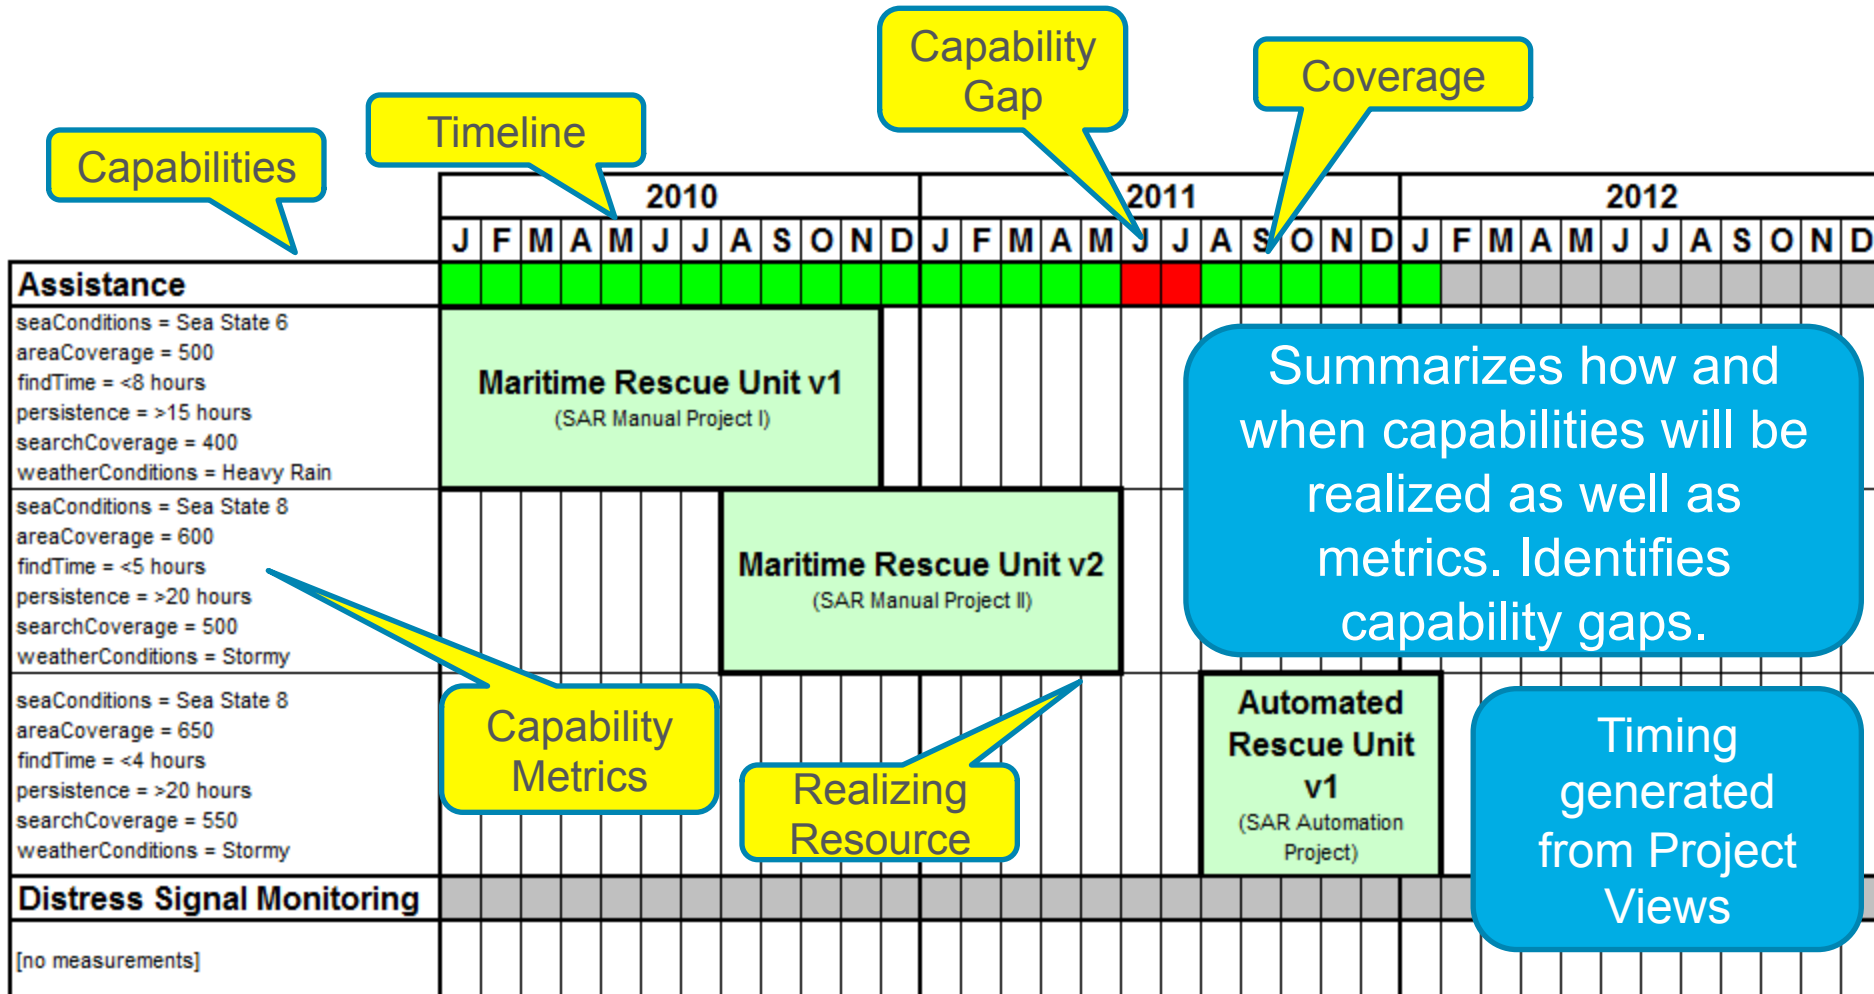 Capability
Gap
Coverage
Timeline
Capabilities
2010 2011 2012
J F M A M J J A S O N D J F M A M J J A S O N D J F M A M J J A S O N D
Assistance
seaConditions = Sea State 6
areaCoverage = 500
findTime = <8 hours
persistence = >15 hours
searchCoverage = 400
weatherConditions = Heavy Rain
Maritime Rescue Unit v1
(SAR Manual Project I)
Summarizes how and
when capabilities will be
realized as well as
metrics. Identifies
capability gaps.
seaConditions = Sea State 8
areaCoverage = 600
findTime = <5 hours
persistence = >20 hours
searchCoverage = 500
weatherConditions = Stormy
Maritime Rescue Unit v2
(SAR Manual Project II)
seaConditions = Sea State 8
areaCoverage = 650
findTime = <4 hours
persistence = >20 hours
searchCoverage = 550
weatherConditions = Stormy
Capability
Metrics
Realizing
Resource
Automated
Rescue Unit
v1
(SAR Automation
Project)
Timing
generated
from Project
Views
Distress Signal Monitoring
[no measurements]